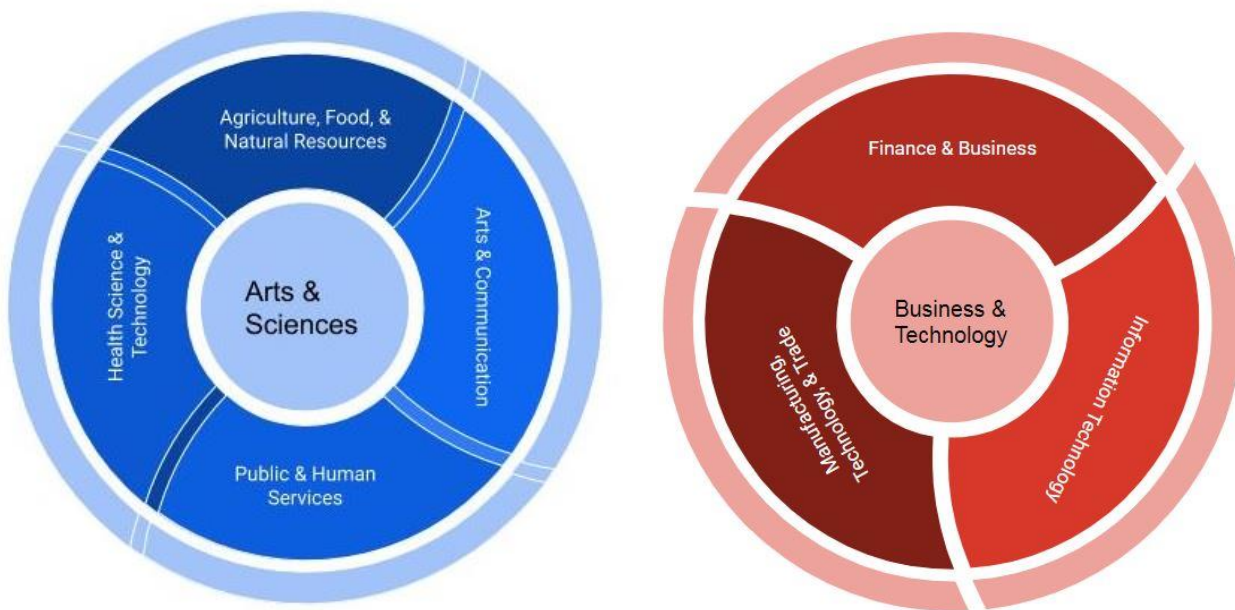 Agriculture, Food, &
Natural Resources
Arts & Communication
Public & Human
Services
Health Science &
Technology
Arts &
Sciences
Finance & Business
Information Technology
Manufacturing,
Technology, & Trade
Business &
Technology